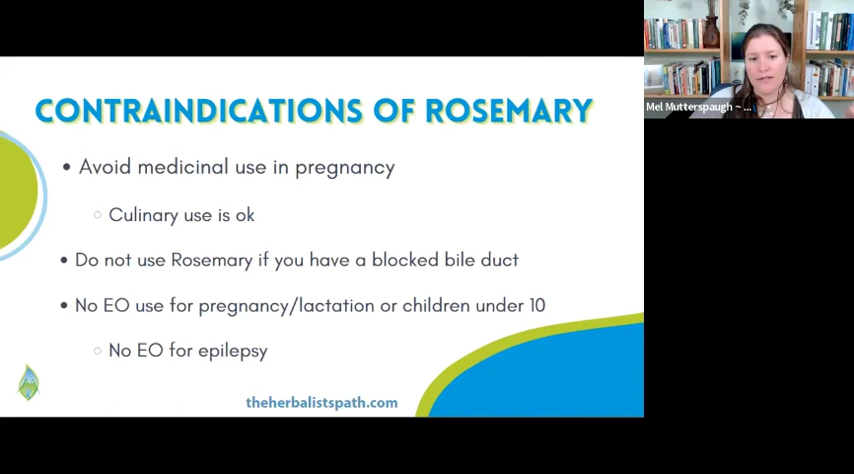 CONTRAINDICATIONS OF ROSEMARY
Mel Mutterspaugh ~ ...
• Avoid medicinal use in pregnancy
○ Culinary use is ok
• Do not use Rosemary if you have a blocked bile duct
• No EO use for pregnancy/lactation or children under 10
○ No EO for epilepsy
theherbalistspath.com